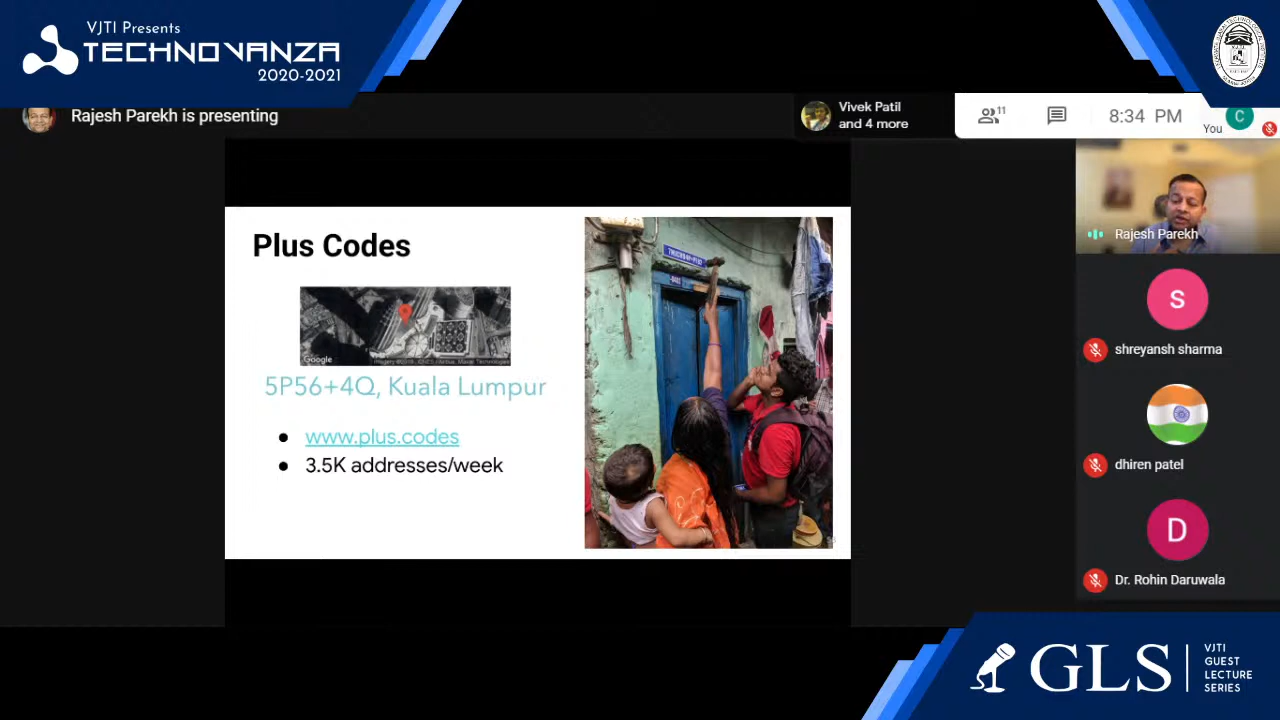 VJTI Presents
TECHNOVANZA
2020-2021
Rajesh Parekh is presenting
Vivek Patil
and 4 more
11
8:34 PM
You
C
Plus Codes
Google
5P56+4Q, Kuala Lumpur
● www.plus.codes
● 3.5K addresses/week
Rajesh Parekh
S
shreyansh sharma
dhiren patel
D
Dr. Rohin Daruwala
GLS
VJTI
GUEST
LECTURE
SERIES